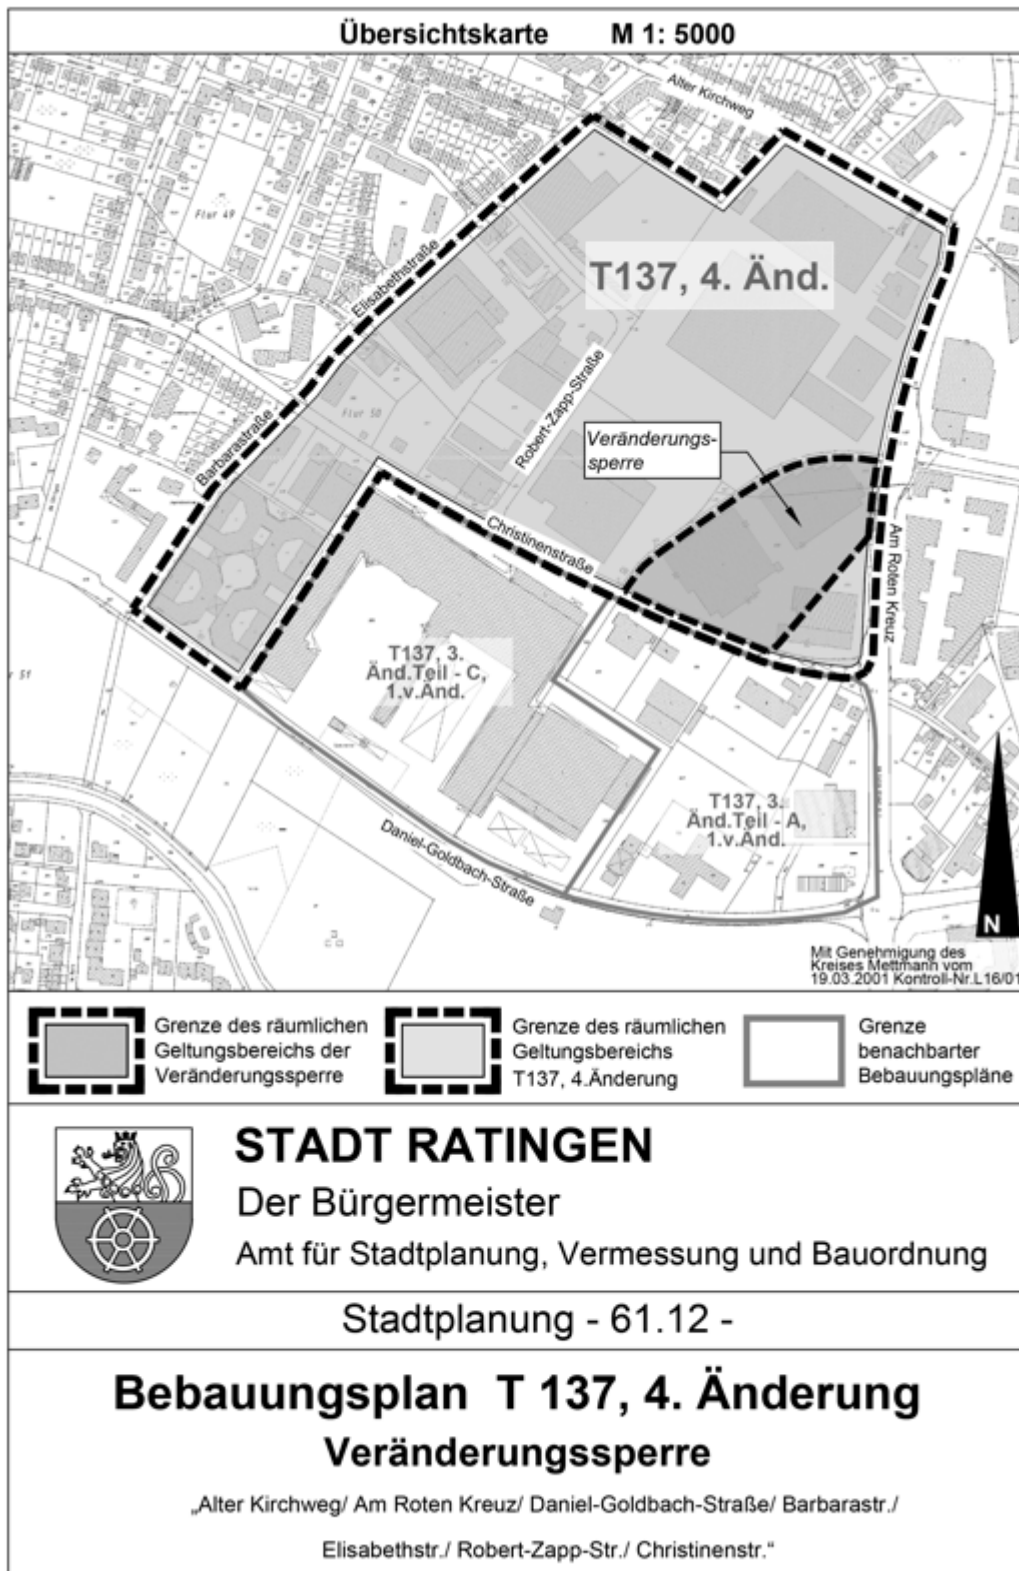 Übersichtskarte M 1: 5000
Alter Kirchweg
Flur 49
Elisabethstraße
T137, 4. Änd.
Robert-Zapp-Straße
Flur 50
Barbarastraße
Veränderungs-
sperre
Christinenstraße
Am Roten Kreuz
T137, 3.
Änd.Teil - C,
1.v.Änd.
T137, 3.
Änd.Teil - A,
1.v.Änd.
Daniel-Goldbach-Straße
N
Mit Genehmigung des
Kreises Mettmann vom
19.03.2001 Kontroll-Nr.L16/01
Grenze des räumlichen
Geltungsbereichs der
Veränderungssperre
Grenze des räumlichen
Geltungsbereichs
T137, 4.Änderung
Grenze
benachbarter
Bebauungspläne
STADT RATINGEN
Der Bürgermeister
Amt für Stadtplanung, Vermessung und Bauordnung
Stadtplanung - 61.12 -
Bebauungsplan T 137, 4. Änderung
Veränderungssperre
„Alter Kirchweg/ Am Roten Kreuz/ Daniel-Goldbach-Straße/ Barbarastr./
Elisabethstr./ Robert-Zapp-Str./ Christinenstr.“